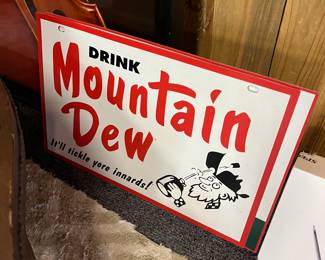 DRINK
Mountain
Dew
It'll tickle yore innards!